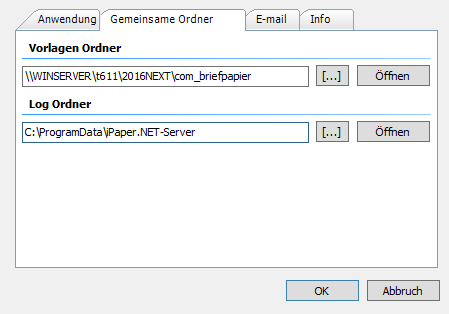 Anwendung Gemeinsame Ordner E-mail Info
Vorlagen Ordner
\\WINSERVER\t611\2016NEXT\com_briefpapier [...] Öffnen
Log Ordner
C:\ProgramData\iPaper.NET-Server [...] Öffnen
OK Abbruch